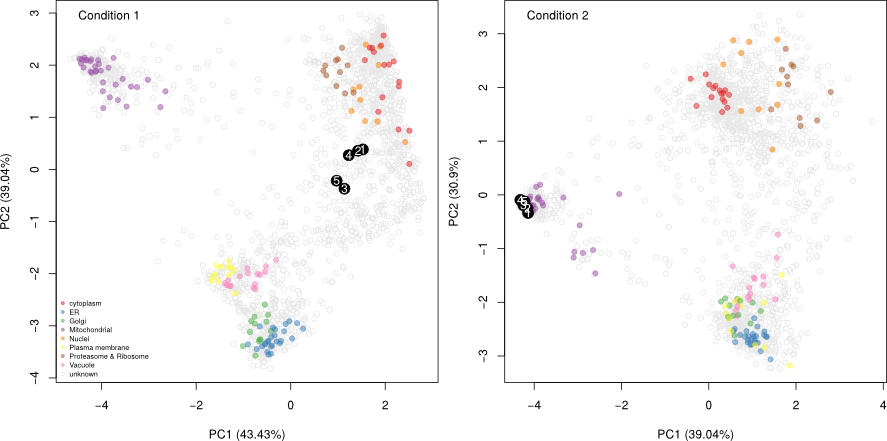 Condition 1
3
2
1
0
−1
−2
−3
−4
PC2 (39.04%)
4
2
1
5
3
cytoplasm
ER
Golgi
Mitochondrial
Nuclei
Plasma membrane
Proteasome & Ribosome
Vacuole
unknown
−4
−2
0
2
PC1 (43.43%)
Condition 2
3
2
1
0
−1
−2
−3
PC2 (30.9%)
4
5
3
2
1
−4
−2
0
2
4
PC1 (39.04%)